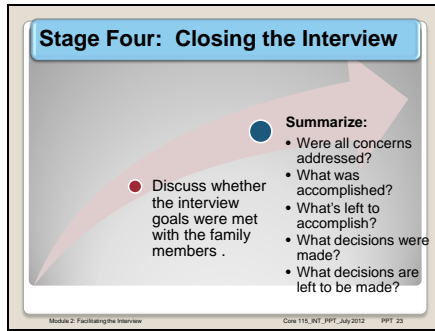 Stage Four:  Closing the Interview
Discuss whether
the interview
goals were met
with the family
members .
Summarize:
• Were all concerns
addressed?
• What was
accomplished?
• What's left to
accomplish?
• What decisions were
made?
• What decisions are
left to be made?
Module 2: Facilitating the Interview
Core 115_INT_PPT_July 2012 PPT 23